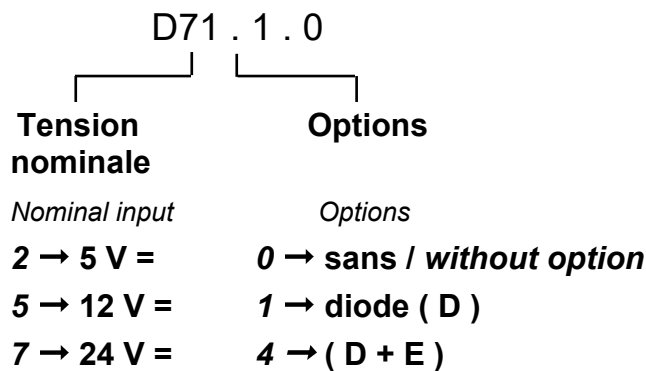 D71 . 1 . 0
Tension nominale Options
Nominal input Options
2 → 5 V = 0 → sans / without option
5 → 12 V = 1 → diode ( D )
7 → 24 V = 4 → ( D + E )